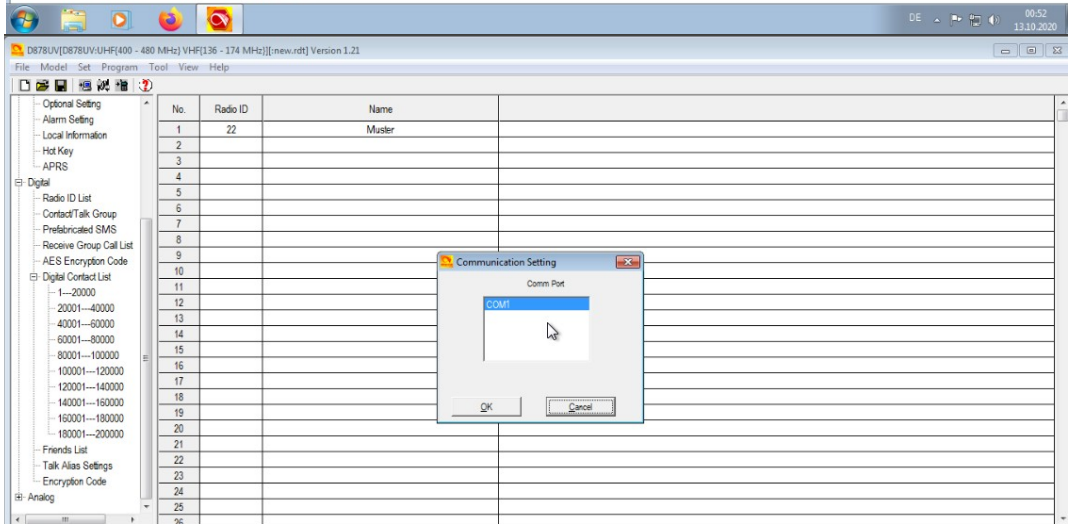 DE
00:52
13.10.2020
D878UV[D878UV:UHF{400 - 480 MHz} VHF{136 - 174 MHz}][:new.rdt] Version 1.21
File Model Set Program Tool View Help
Optional Setting
Alarm Setting
Local Information
Hot Key
APRS
Digital
Radio ID List
Contact/Talk Group
Prefabricated SMS
Receive Group Call List
AES Encryption Code
Digital Contact List
1---20000
20001---40000
40001---60000
60001---80000
80001---100000
100001---120000
120001---140000
140001---160000
160001---180000
180001---200000
Friends List
Talk Alias Settings
Encryption Code
Analog
No. Radio ID Name
1 22 Muster
2
3
4
5
6
7
8
9
10
11
12
13
14
15
16
17
18
19
20
21
22
23
24
25
26
Communication Setting
Comm Port
COM1
OK Cancel